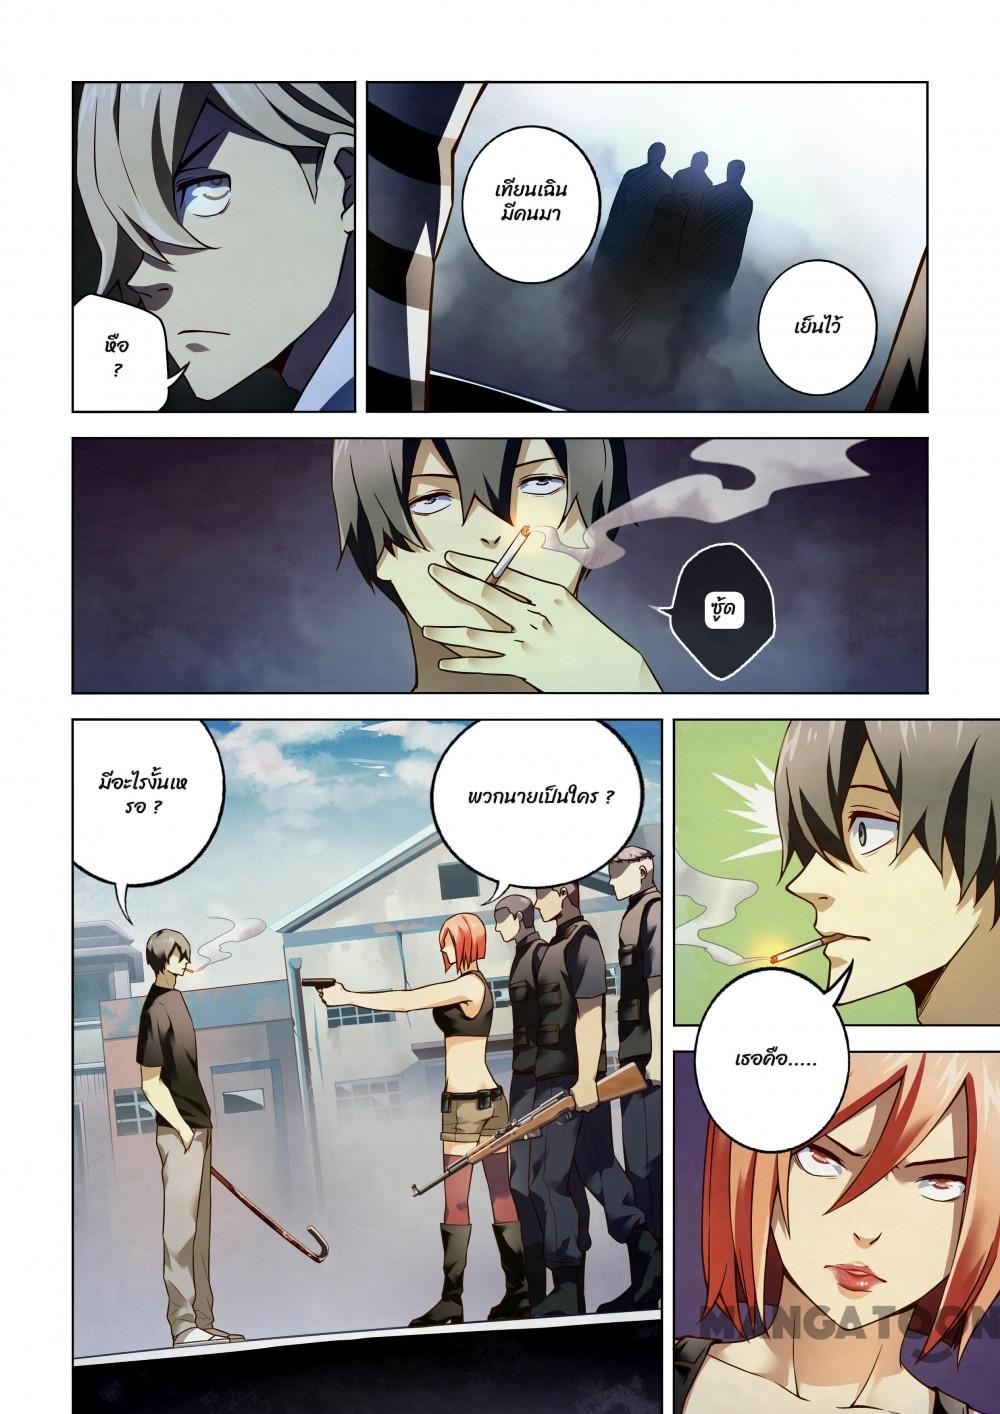 หือ
?
เทียนเฉิน
มีคนมา
เย็นไว้
ซู้ด
มีอะไรงั้นเห
รอ ?
พวกนายเป็นใคร ?
เธอคือ.....
MANGATOON